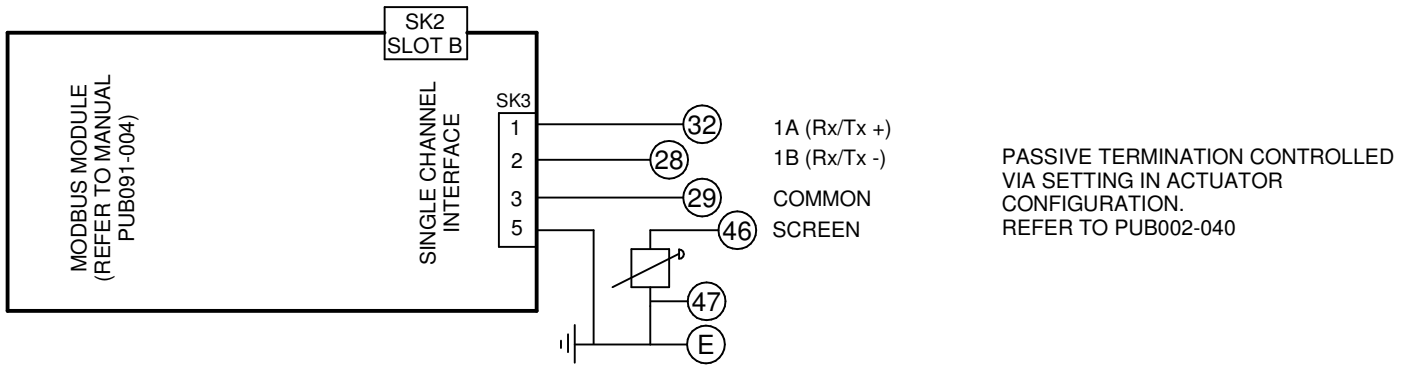 SK2
SLOT B
MODBUS MODULE
(REFER TO MANUAL
PUB091-004)
SINGLE CHANNEL
INTERFACE
SK3
1
2
3
5
32
28
29
46
47
E
1A (Rx/Tx +)
1B (Rx/Tx -)
COMMON
SCREEN
PASSIVE TERMINATION CONTROLLED
VIA SETTING IN ACTUATOR
CONFIGURATION.
REFER TO PUB002-040